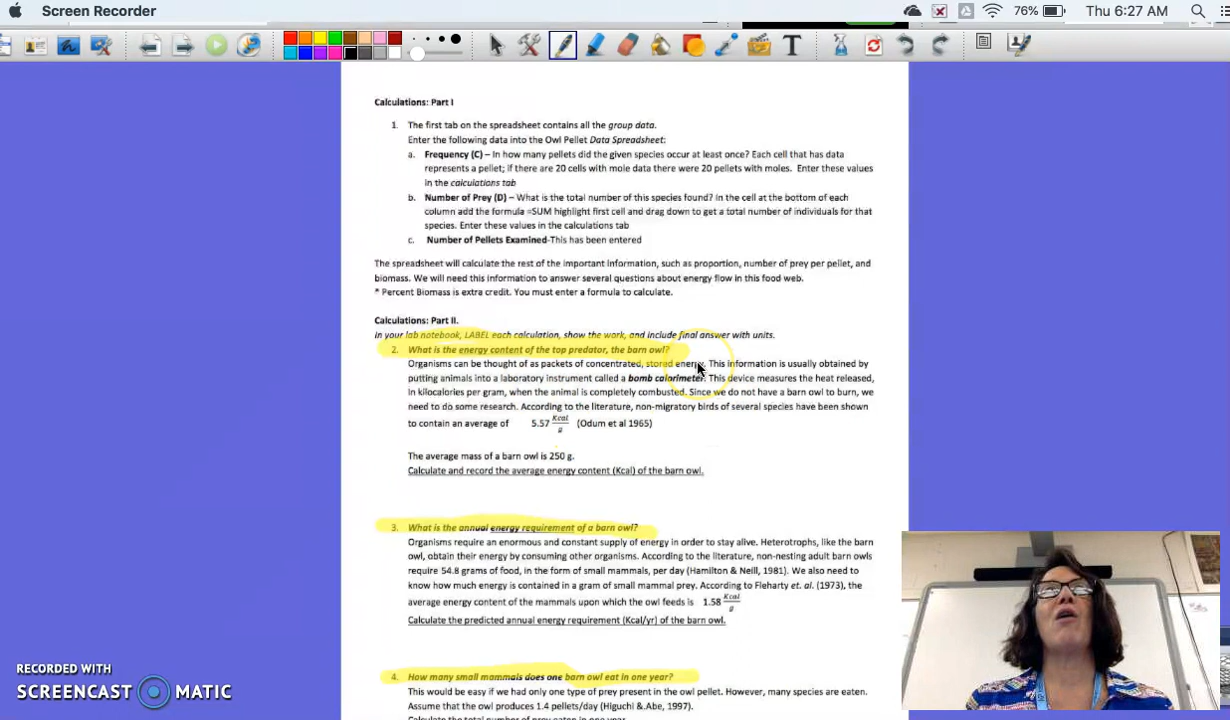 Screen Recorder
76%
Thu 6:27 AM
Calculations: Part I
1. The first tab on the spreadsheet contains all the group data.
Enter the following data into the Owl Pellet Data Spreadsheet:
a. Frequency (C) – In how many pellets did the given species occur at least once? Each cell that has data
represents a pellet; if there are 20 cells with mole data there were 20 pellets with moles. Enter these values
in the calculations tab
b. Number of Prey (D) – What is the total number of this species found? In the cell at the bottom of each
column add the formula =SUM highlight first cell and drag down to get a total number of individuals for that
species. Enter these values in the calculations tab
c. Number of Pellets Examined-This has been entered
The spreadsheet will calculate the rest of the important information, such as proportion, number of prey per pellet, and
biomass. We will need this information to answer several questions about energy flow in this food web.
* Percent Biomass is extra credit. You must enter a formula to calculate.
Calculations: Part II.
In your lab notebook, LABEL each calculation, show the work, and include final answer with units.
2. What is the energy content of the top predator, the barn owl?
Organisms can be thought of as packets of concentrated, stored energy. This information is usually obtained by
putting animals into a laboratory instrument called a bomb calorimeter. This device measures the heat released,
in kilocalories per gram, when the animal is completely combusted. Since we do not have a barn owl to burn, we
need to do some research. According to the literature, non-migratory birds of several species have been shown
to contain an average of 5.57 Kcal/g (Odum et al 1965)
The average mass of a barn owl is 250 g.
Calculate and record the average energy content (Kcal) of the barn owl.
3. What is the annual energy requirement of a barn owl?
Organisms require an enormous and constant supply of energy in order to stay alive. Heterotrophs, like the barn
owl, obtain their energy by consuming other organisms. According to the literature, non-nesting adult barn owls
require 54.8 grams of food, in the form of small mammals, per day (Hamilton & Neill, 1981). We also need to
know how much energy is contained in a gram of small mammal prey. According to Fleharty et. al. (1973), the
average energy content of the mammals upon which the owl feeds is 1.58 Kcal/g
Calculate the predicted annual energy requirement (Kcal/yr) of the barn owl.
4. How many small mammals does one barn owl eat in one year?
This would be easy if we had only one type of prey present in the owl pellet. However, many species are eaten.
Assume that the owl produces 1.4 pellets/day (Higuchi &.Abe, 1997).
Calculate the total number of prey eaten in one year.
RECORDED WITH
SCREENCAST MATIC